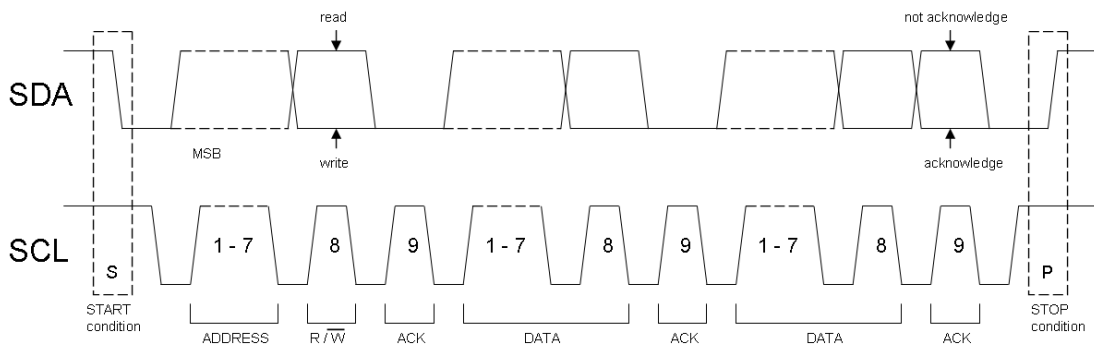 read
not acknowledge
SDA
MSB
write
acknowledge
SCL
1 - 7
8
9
1 - 7
8
9
1 - 7
8
9
S
P
START
condition
STOP
condition
ADDRESS
R / W̅
ACK
DATA
ACK
DATA
ACK